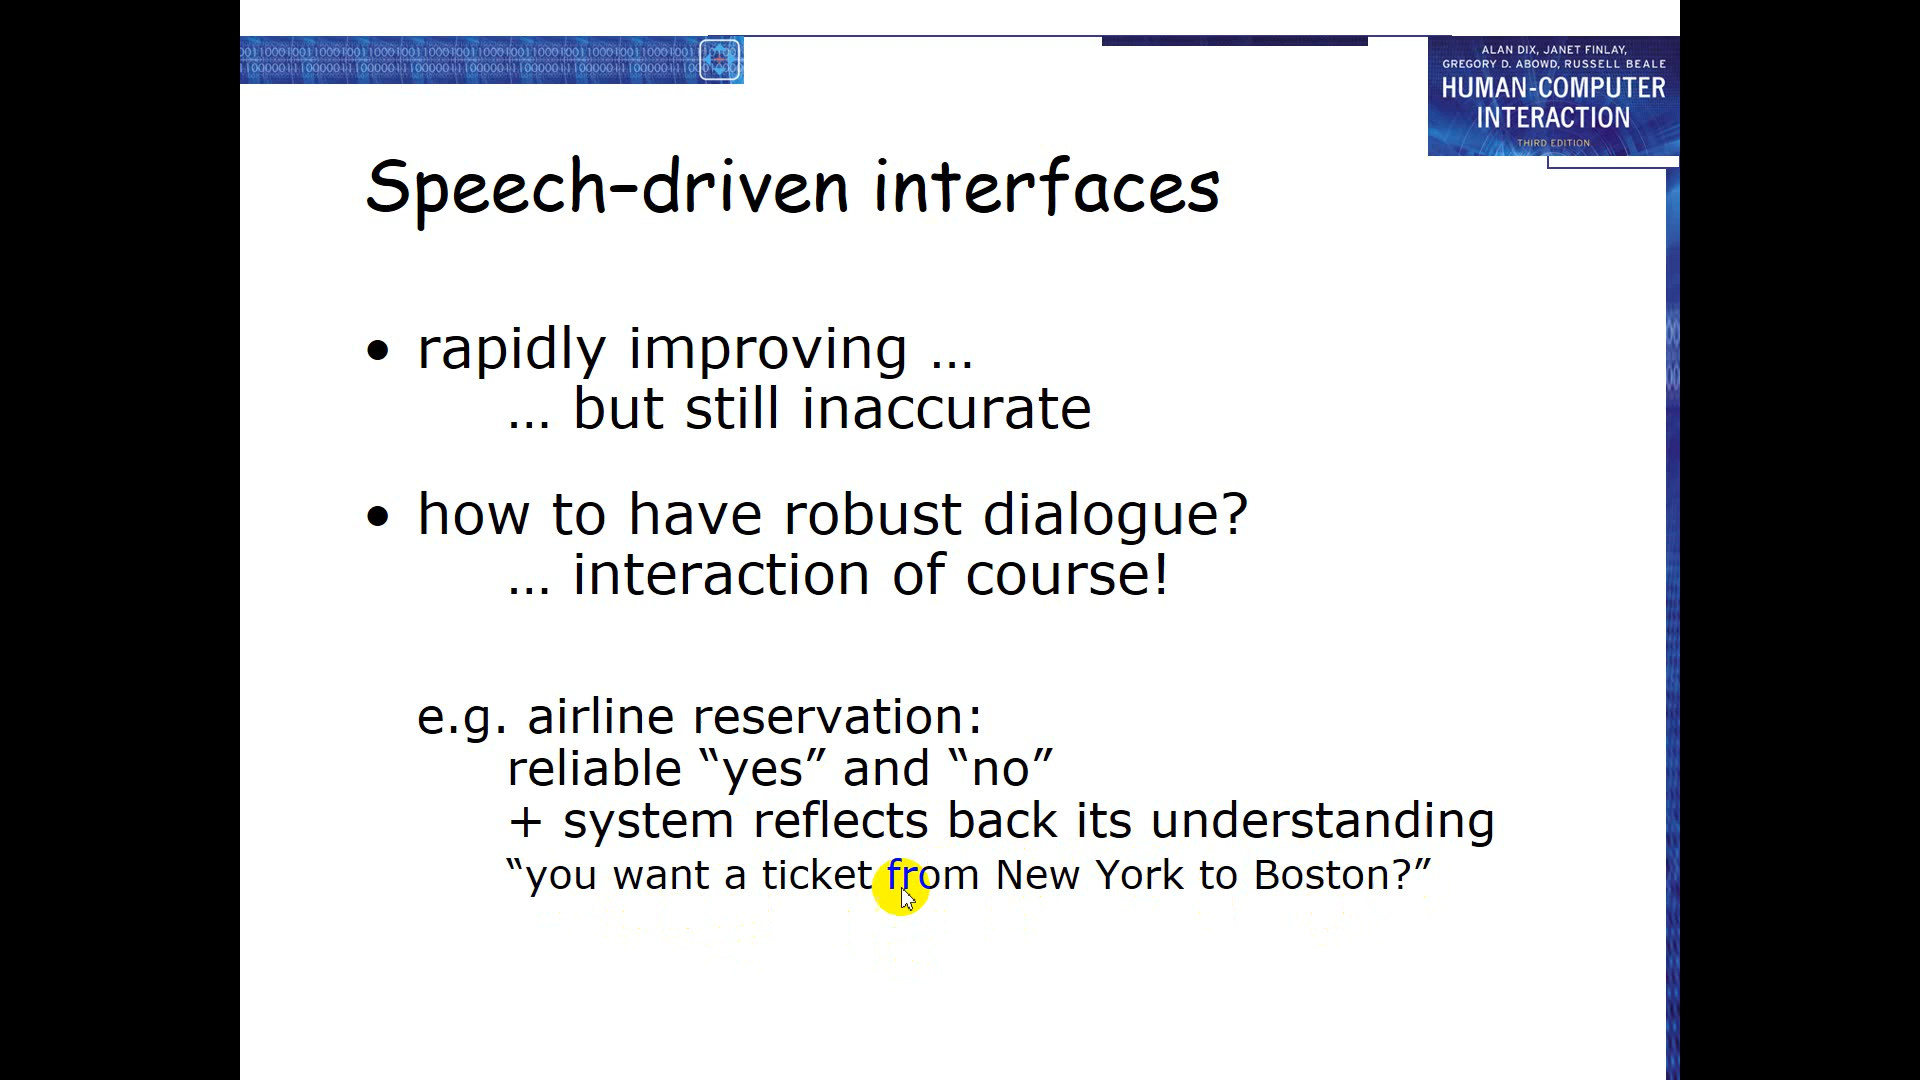 ALAN DIX, JANET FINLAY,
GREGORY D. ABOWD, RUSSELL BEALE
HUMAN-COMPUTER
INTERACTION
THIRD EDITION
Speech–driven interfaces
• rapidly improving …
… but still inaccurate
• how to have robust dialogue?
… interaction of course!
e.g. airline reservation:
reliable “yes” and “no”
+ system reflects back its understanding
“you want a ticket from New York to Boston?”